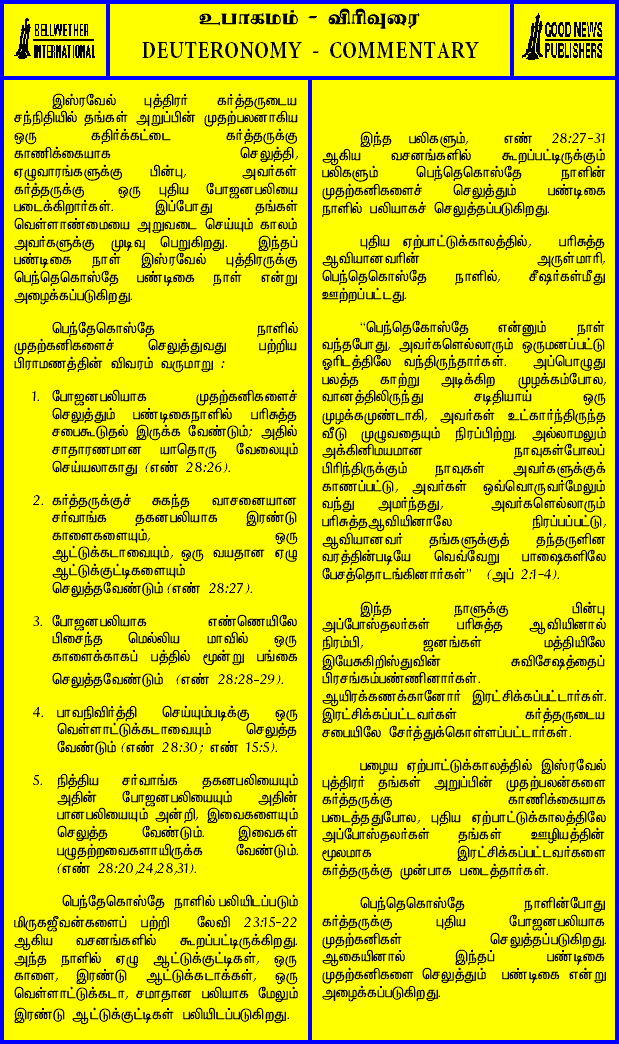 BELLWETHER
INTERNATIONAL
உபாகமம் - விரிவுரை
DEUTERONOMY - COMMENTARY
GOOD NEWS
PUBLISHERS
இஸ்ரவேல் புத்திரர் கர்த்தருடைய
சந்நிதியில் தங்கள் அறுப்பின் முதற்பலனாகிய
ஒரு கதிர்க்கட்டை கர்த்தருக்கு
காணிக்கையாக செலுத்தி,
ஏழுவாரங்களுக்கு பின்பு, அவர்கள்
கர்த்தருக்கு ஒரு புதிய போஜனபலியை
படைக்கிறார்கள். இப்போது தங்கள்
வெள்ளாண்மையை அறுவடை செய்யும் காலம்
அவர்களுக்கு முடிவு பெறுகிறது. இந்தப்
பண்டிகை நாள் இஸ்ரவேல் புத்திரருக்கு
பெந்தெகொஸ்தே பண்டிகை நாள் என்று
அழைக்கப்படுகிறது.
பெந்தேகொஸ்தே நாளில்
முதற்கனிகளைச் செலுத்துவது பற்றிய
பிரமாணத்தின் விவரம் வருமாறு :
1. போஜனபலியாக முதற்கனிகளைச்
செலுத்தும் பண்டிகைநாளில் பரிசுத்த
சபைகூடுதல் இருக்க வேண்டும்; அதில்
சாதாரணமான யாதொரு வேலையும்
செய்யலாகாது (எண் 28:26).
2. கர்த்தருக்குச் சுகந்த வாசனையான
சர்வாங்க தகனபலியாக இரண்டு
காளைகளையும், ஒரு
ஆட்டுக்கடாவையும், ஒரு வயதான ஏழு
ஆட்டுக்குட்டிகளையும்
செலுத்தவேண்டும் (எண் 28:27).
3. போஜனபலியாக எண்ணெயிலே
பிசைந்த மெல்லிய மாவில் ஒரு
காளைக்காகப் பத்தில் மூன்று பங்கை
செலுத்தவேண்டும் (எண் 28:28-29).
4. பாவநிவிர்த்தி செய்யும்படிக்கு ஒரு
வெள்ளாட்டுக்கடாவையும் செலுத்த
வேண்டும் (எண் 28:30; எண் 15:5).
5. நித்திய சர்வாங்க தகனபலியையும்
அதின் போஜனபலியையும் அதின்
பானபலியையும் அன்றி, இவைகளையும்
செலுத்த வேண்டும். இவைகள்
பழுதற்றவைகளாயிருக்க வேண்டும்.
(எண் 28:20,24,28,31).
பெந்தேகொஸ்தே நாளில் பலியிடப்படும்
மிருகஜீவன்களைப் பற்றி லேவி 23:15-22
ஆகிய வசனங்களில் கூறப்பட்டிருக்கிறது.
அந்த நாளில் ஏழு ஆட்டுக்குட்டிகள், ஒரு
காளை, இரண்டு ஆட்டுக்கடாக்கள், ஒரு
வெள்ளாட்டுக்கடா, சமாதான பலியாக மேலும்
இரண்டு ஆட்டுக்குட்டிகள் பலியிடப்படுகிறது.
இந்த பலிகளும், எண் 28:27-31
ஆகிய வசனங்களில் கூறப்பட்டிருக்கும்
பலிகளும் பெந்தெகொஸ்தே நாளின்
முதற்கனிகளைச் செலுத்தும் பண்டிகை
நாளில் பலியாகச் செலுத்தப்படுகிறது.
புதிய ஏற்பாட்டுக்காலத்தில், பரிசுத்த
ஆவியானவரின் அருள்மாரி,
பெந்தெகொஸ்தே நாளில், சீஷர்கள்மீது
ஊற்றப்பட்டது.
“பெந்தெகோஸ்தே என்னும் நாள்
வந்தபோது, அவர்களெல்லாரும் ஒருமனப்பட்டு
ஓரிடத்திலே வந்திருந்தார்கள். அப்பொழுது
பலத்த காற்று அடிக்கிற முழக்கம்போல,
வானத்திலிருந்து சடிதியாய் ஒரு
முழக்கமுண்டாகி, அவர்கள் உட்கார்ந்திருந்த
வீடு முழுவதையும் நிரப்பிற்று. அல்லாமலும்
அக்கினிமயமான நாவுகள்போலப்
பிரிந்திருக்கும் நாவுகள் அவர்களுக்குக்
காணப்பட்டு, அவர்கள் ஒவ்வொருவர்மேலும்
வந்து அமர்ந்தது, அவர்களெல்லாரும்
பரிசுத்தஆவியினாலே நிரப்பப்பட்டு,
ஆவியானவர் தங்களுக்குத் தந்தருளின
வரத்தின்படியே வெவ்வேறு பாஷைகளிலே
பேசத்தொடங்கினார்கள்” (அப் 2:1-4).
இந்த நாளுக்கு பின்பு
அப்போஸ்தலர்கள் பரிசுத்த ஆவியினால்
நிரம்பி, ஜனங்கள் மத்தியிலே
இயேசுகிறிஸ்துவின் சுவிசேஷத்தைப்
பிரசங்கம்பண்ணினார்கள்.
ஆயிரக்கணக்கானோர் இரட்சிக்கப்பட்டார்கள்.
இரட்சிக்கப்பட்டவர்கள் கர்த்தருடைய
சபையிலே சேர்த்துக்கொள்ளப்பட்டார்கள்.
பழைய ஏற்பாட்டுக்காலத்தில் இஸ்ரவேல்
புத்திரர் தங்கள் அறுப்பின் முதற்பலன்களை
கர்த்தருக்கு காணிக்கையாக
படைத்ததுபோல, புதிய ஏற்பாட்டுக்காலத்திலே
அப்போஸ்தலர்கள் தங்கள் ஊழியத்தின்
மூலமாக இரட்சிக்கப்பட்டவர்களை
கர்த்தருக்கு முன்பாக படைத்தார்கள்.
பெந்தெகொஸ்தே நாளின்போது
கர்த்தருக்கு புதிய போஜனபலியாக
முதற்கனிகள் செலுத்தப்படுகிறது.
ஆகையினால் இந்தப் பண்டிகை
முதற்கனிகளை செலுத்தும் பண்டிகை என்று
அழைக்கப்படுகிறது.